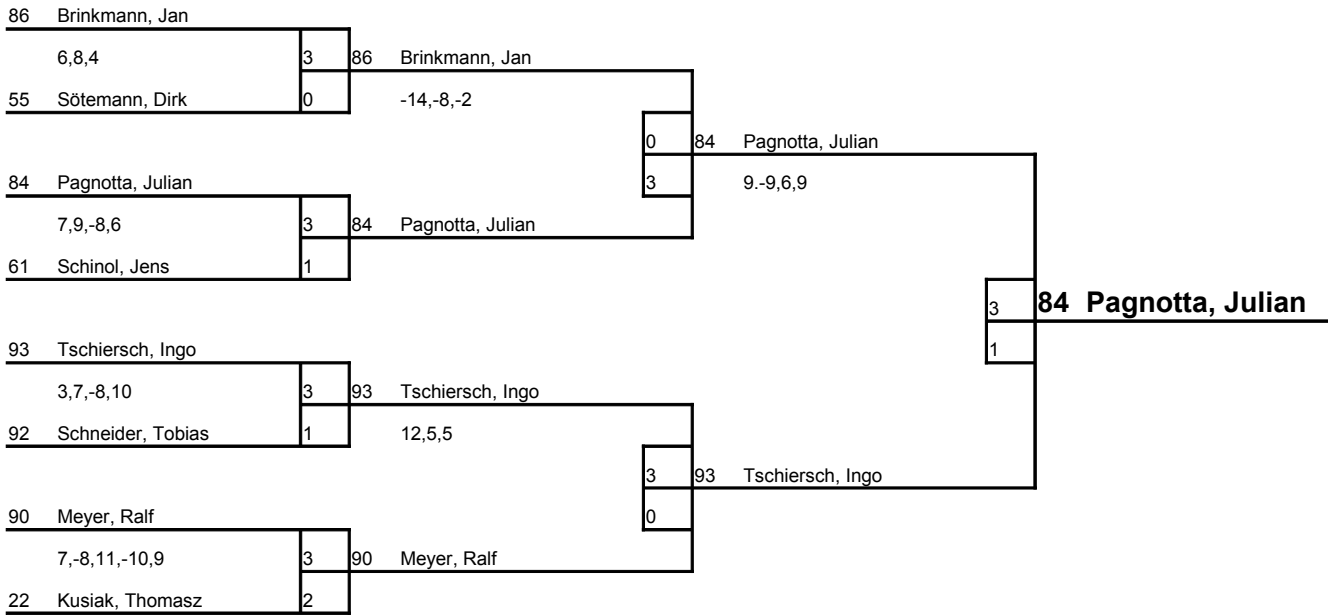 86 Brinkmann, Jan
6,8,4 3 86 Brinkmann, Jan
55 Sötemann, Dirk 0 -14,-8,-2
0 84 Pagnotta, Julian
84 Pagnotta, Julian 3 9.-9,6,9
7,9,-8,6 3 84 Pagnotta, Julian
61 Schinol, Jens 1
3 84 Pagnotta, Julian
93 Tschiersch, Ingo 1
3,7,-8,10 3 93 Tschiersch, Ingo
92 Schneider, Tobias 1 12,5,5
3 93 Tschiersch, Ingo
90 Meyer, Ralf 0
7,-8,11,-10,9 3 90 Meyer, Ralf
22 Kusiak, Thomasz 2